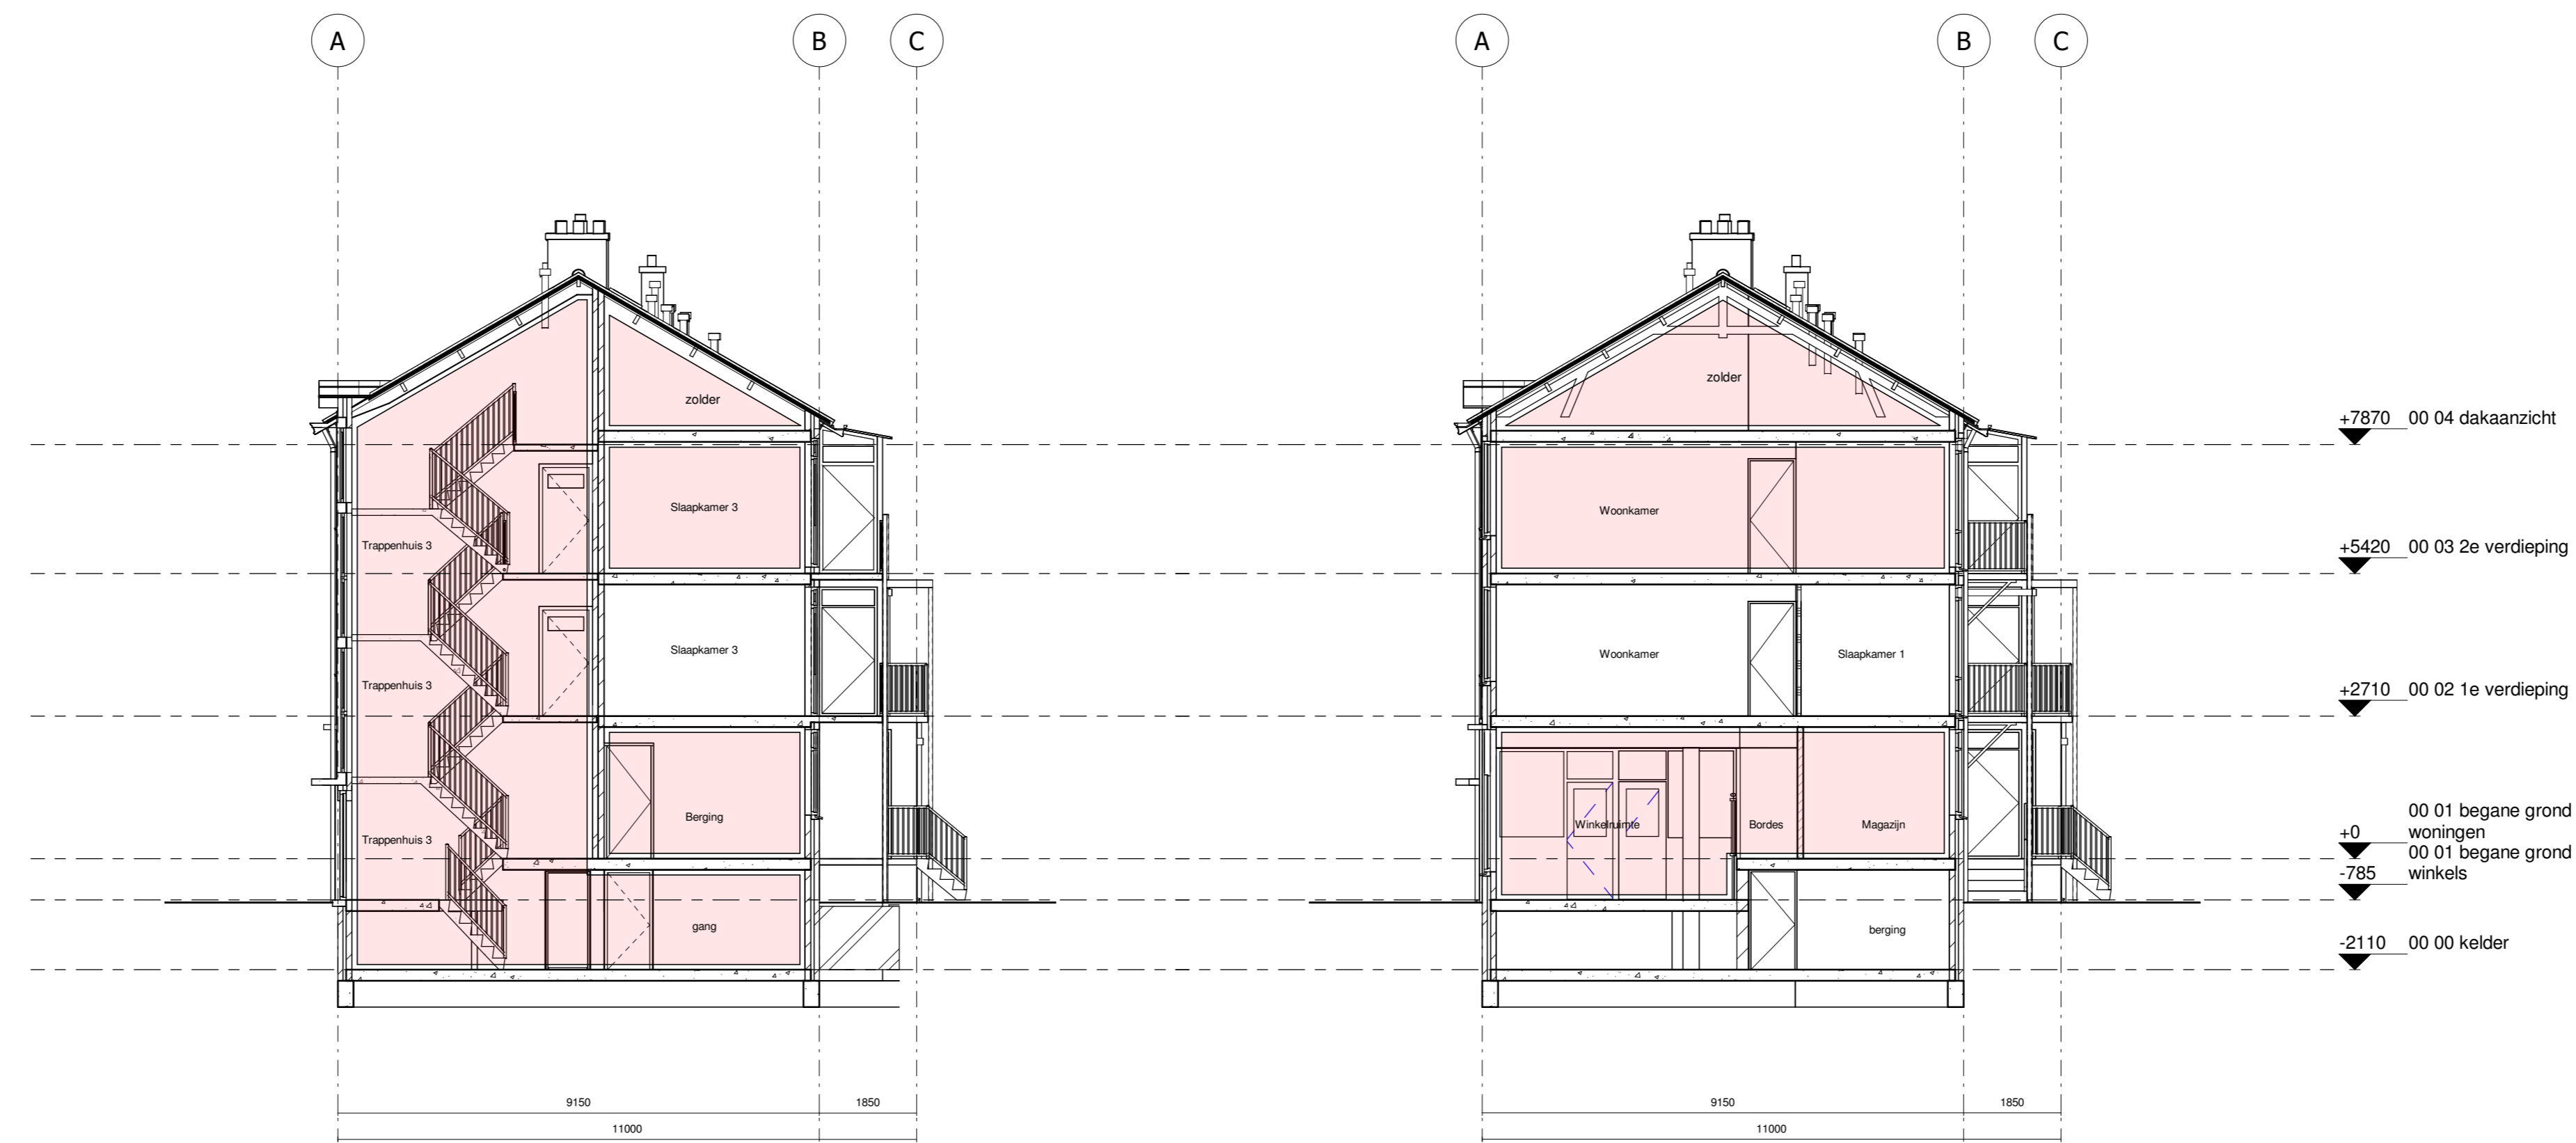 A
B
C
zolder
Slaapkamer 3
Trappenhuis 3
Slaapkamer 3
Trappenhuis 3
Berging
Trappenhuis 3
gang
9150
1850
11000
A
B
C
zolder
Woonkamer
Woonkamer
Slaapkamer 1
Winkelruimte
Bordes
Magazijn
berging
9150
1850
11000
+7870 00 04 dakaanzicht
+5420 00 03 2e verdieping
+2710 00 02 1e verdieping
00 01 begane grond
+0 woningen
00 01 begane grond
-785 winkels
-2110 00 00 kelder